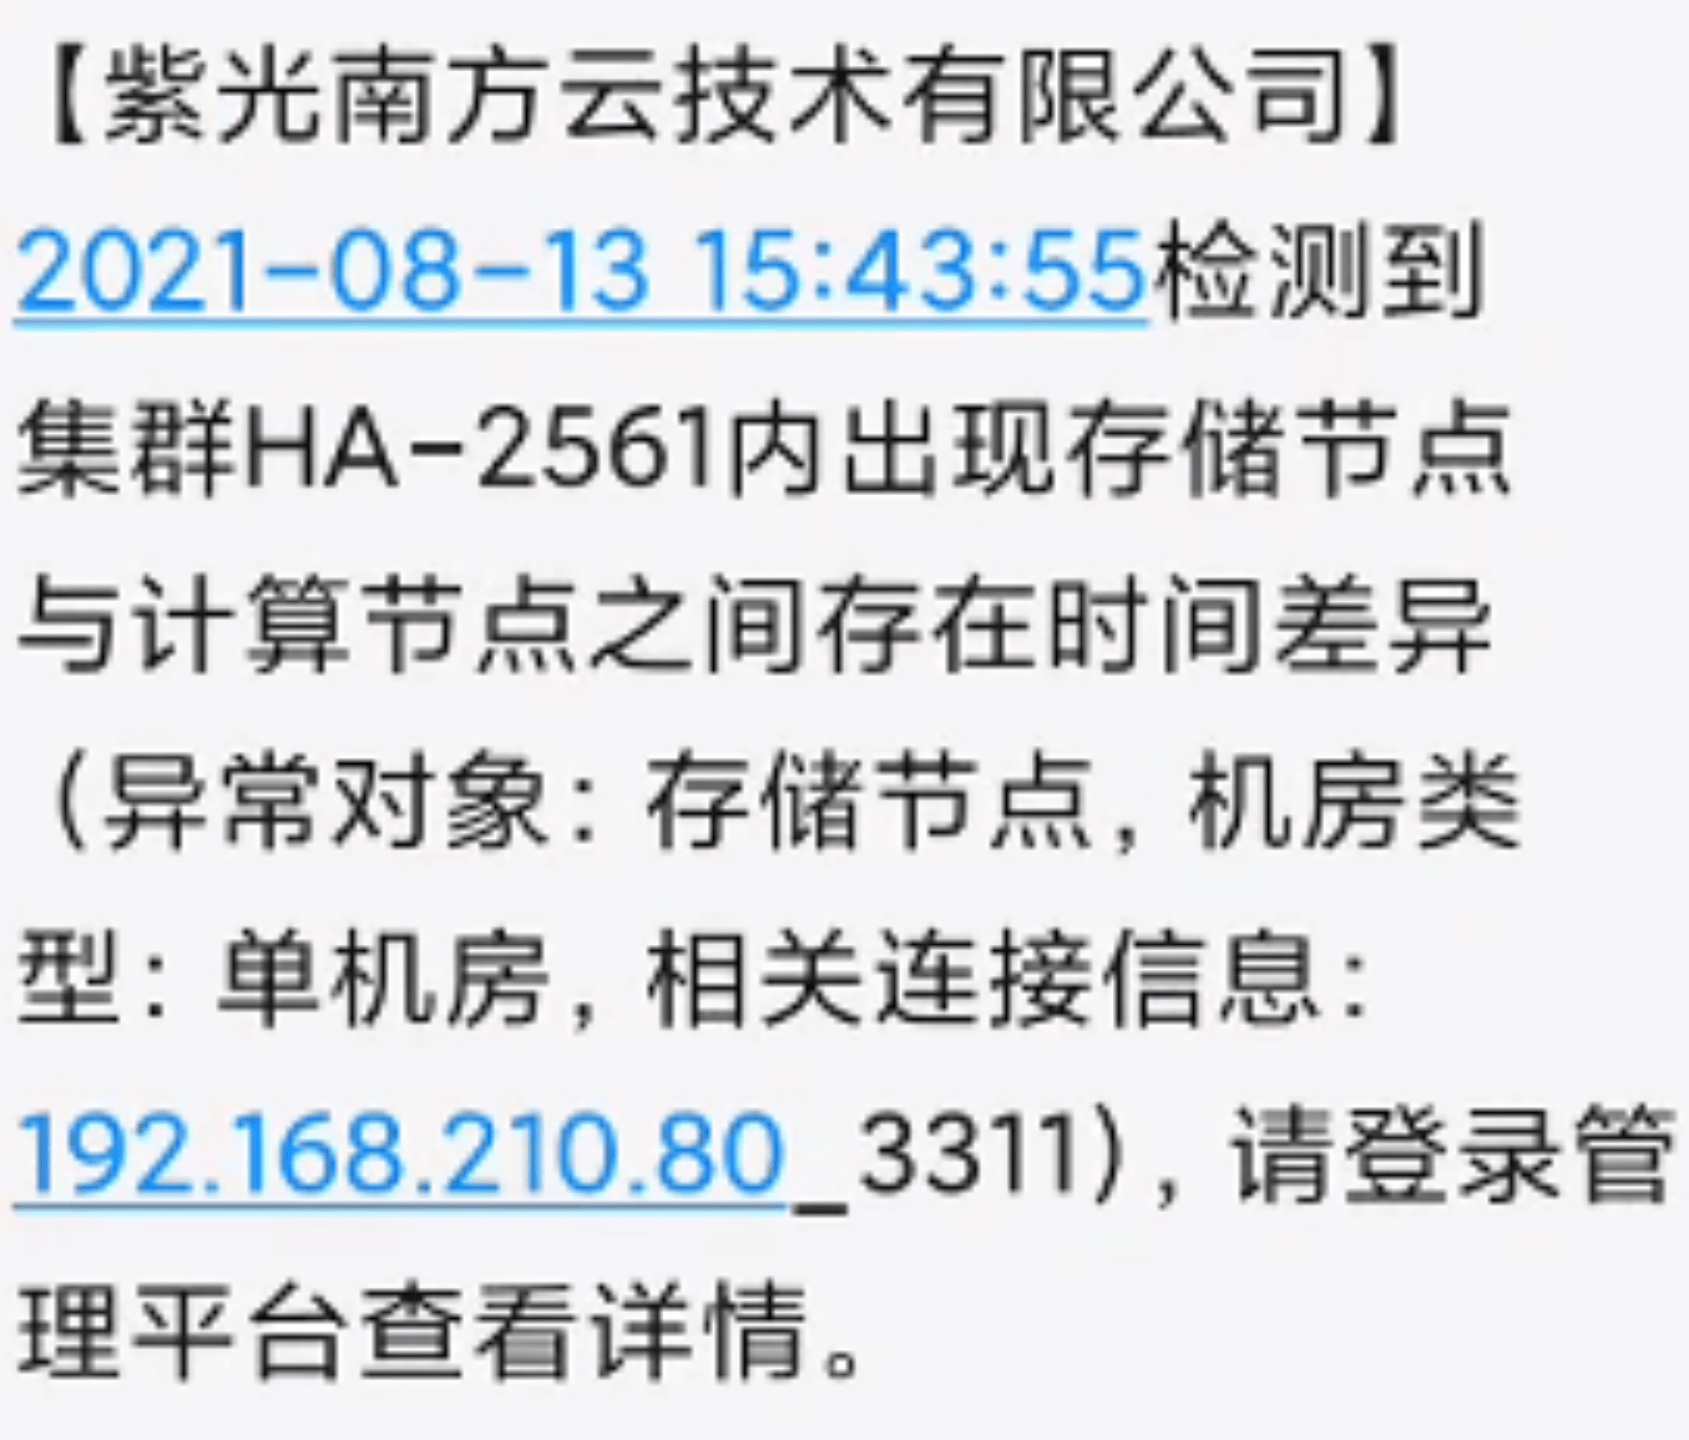 【紫光南方云技术有限公司】
2021-08-13 15:43:55检测到
集群HA-2561内出现存储节点
与计算节点之间存在时间差异
（异常对象：存储节点，机房类
型：单机房，相关连接信息：
192.168.210.80_3311)，请登录管
理平台查看详情。